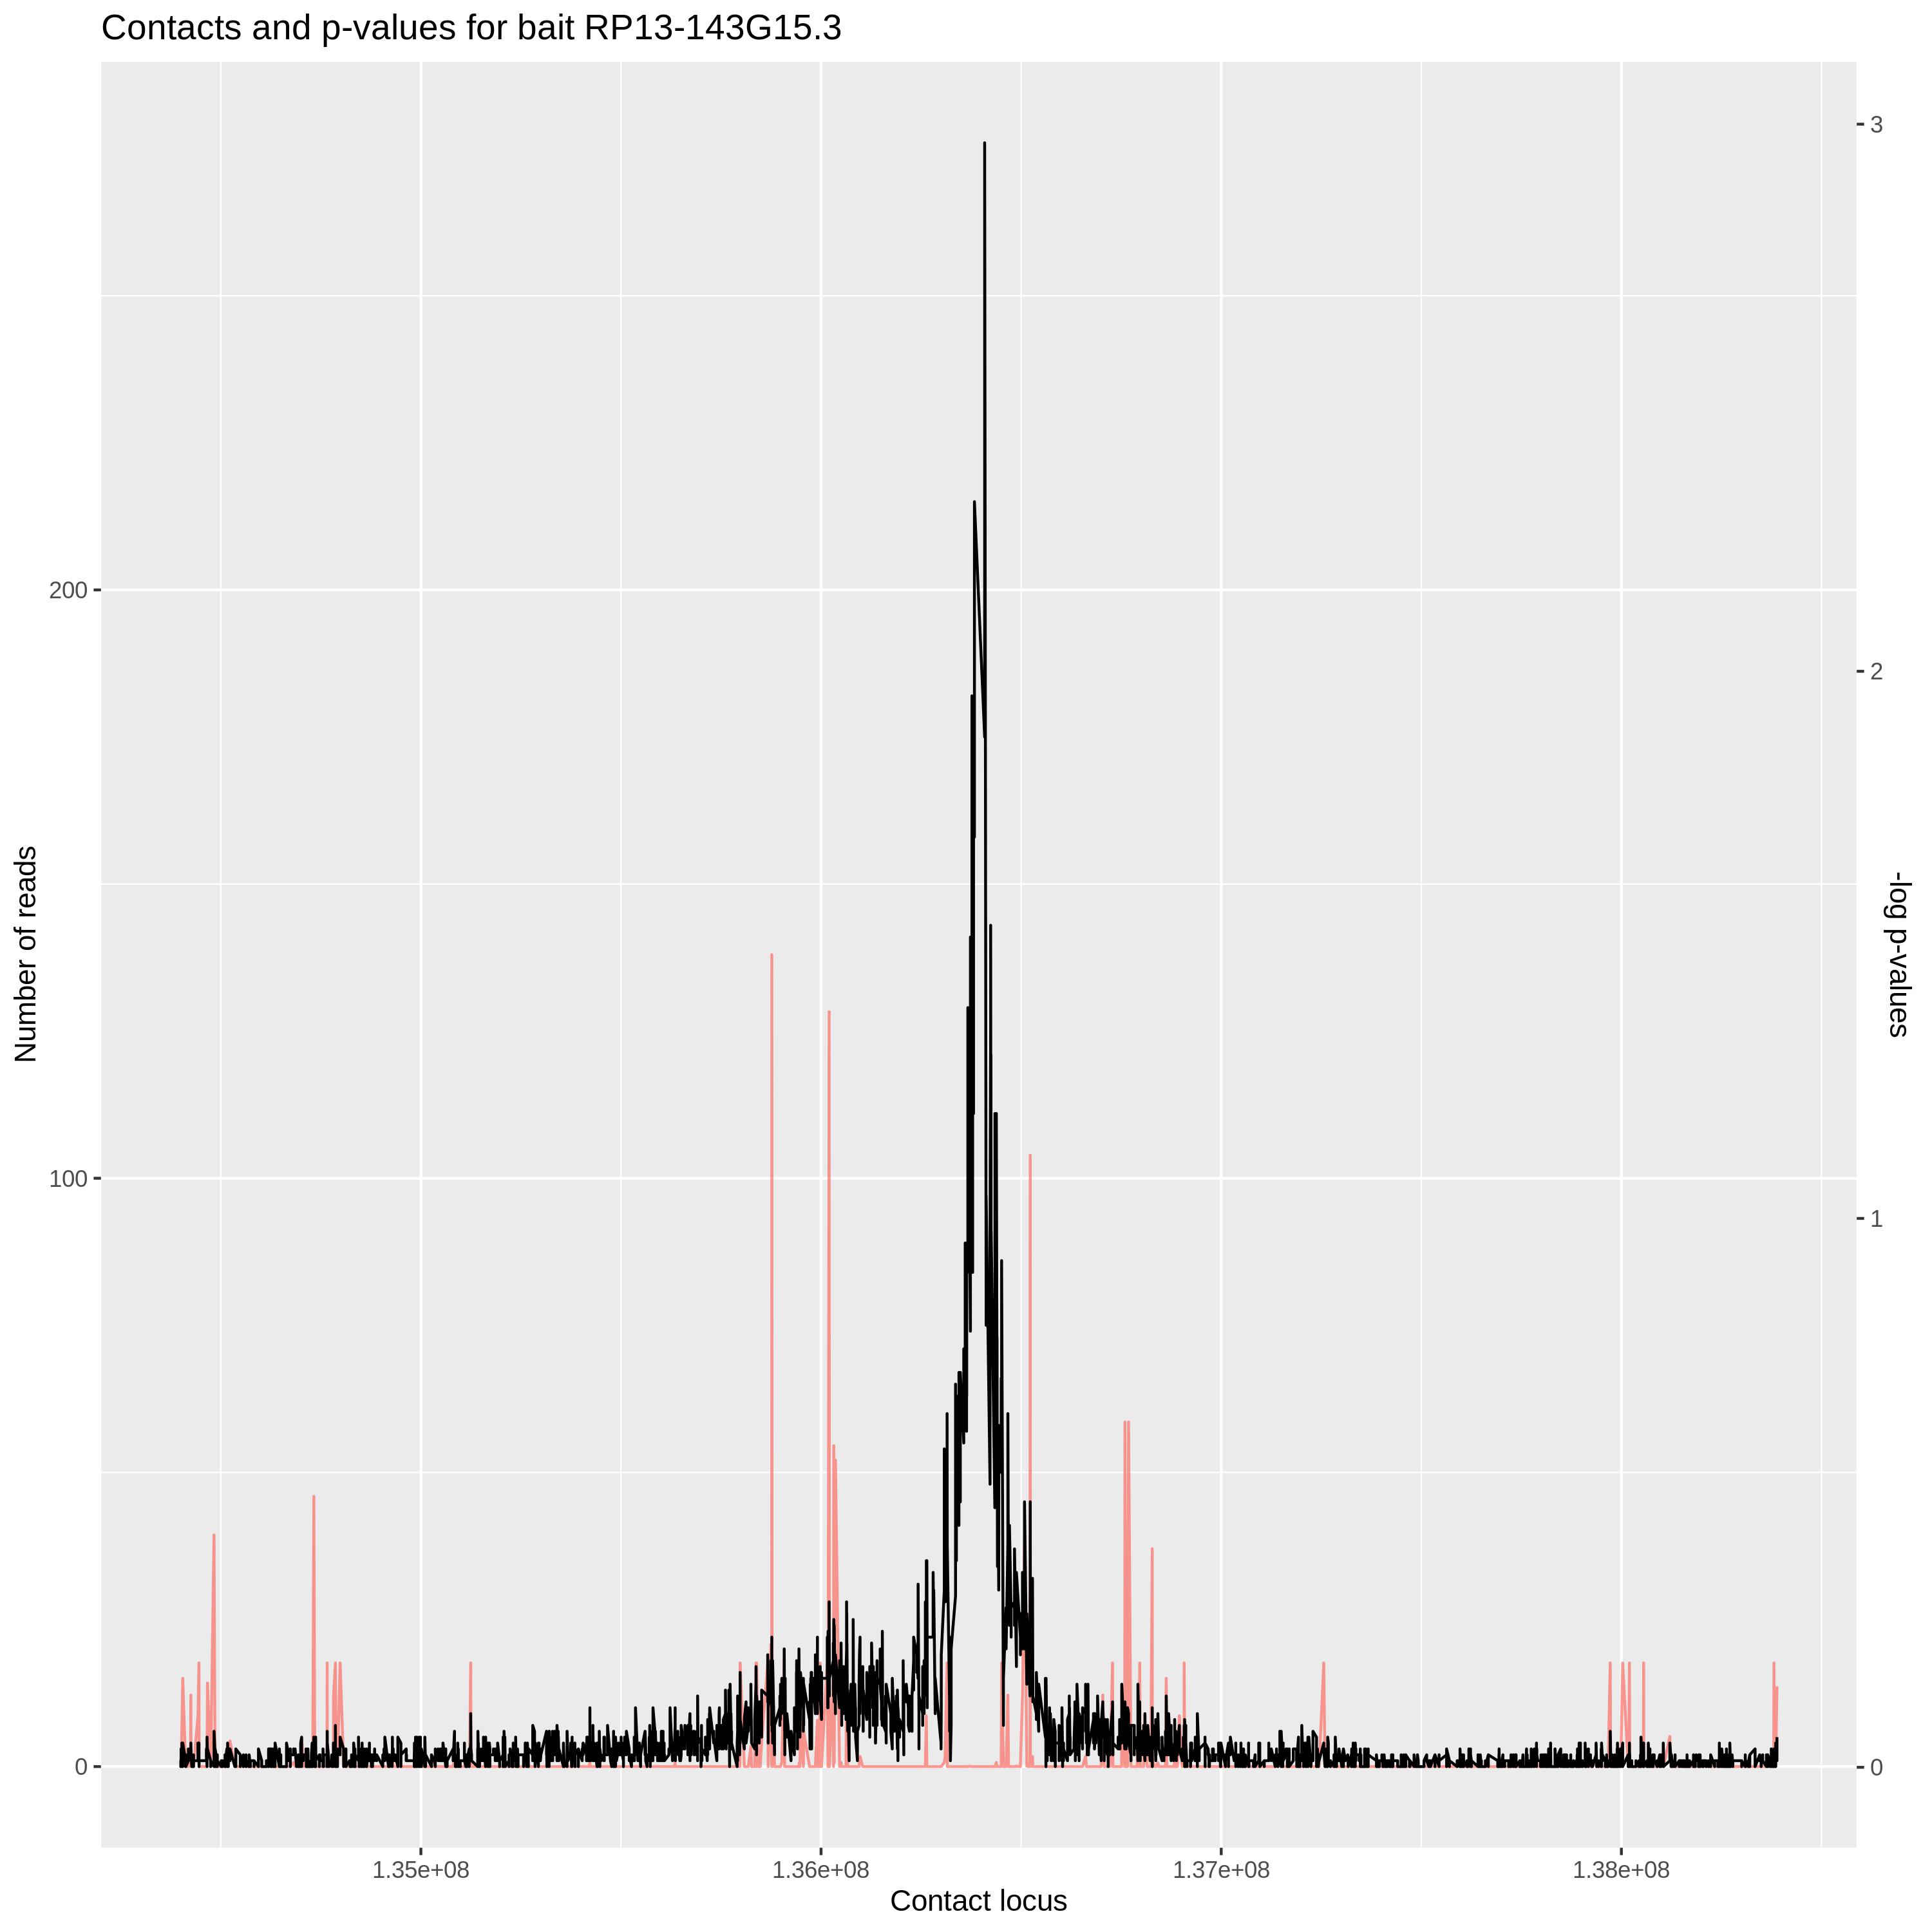 Contacts and p-values for bait RP13-143G15.3
3
200
2
Number of reads
-log p-values
100
1
0
0
1.35e+08
1.36e+08
1.37e+08
1.38e+08
Contact locus